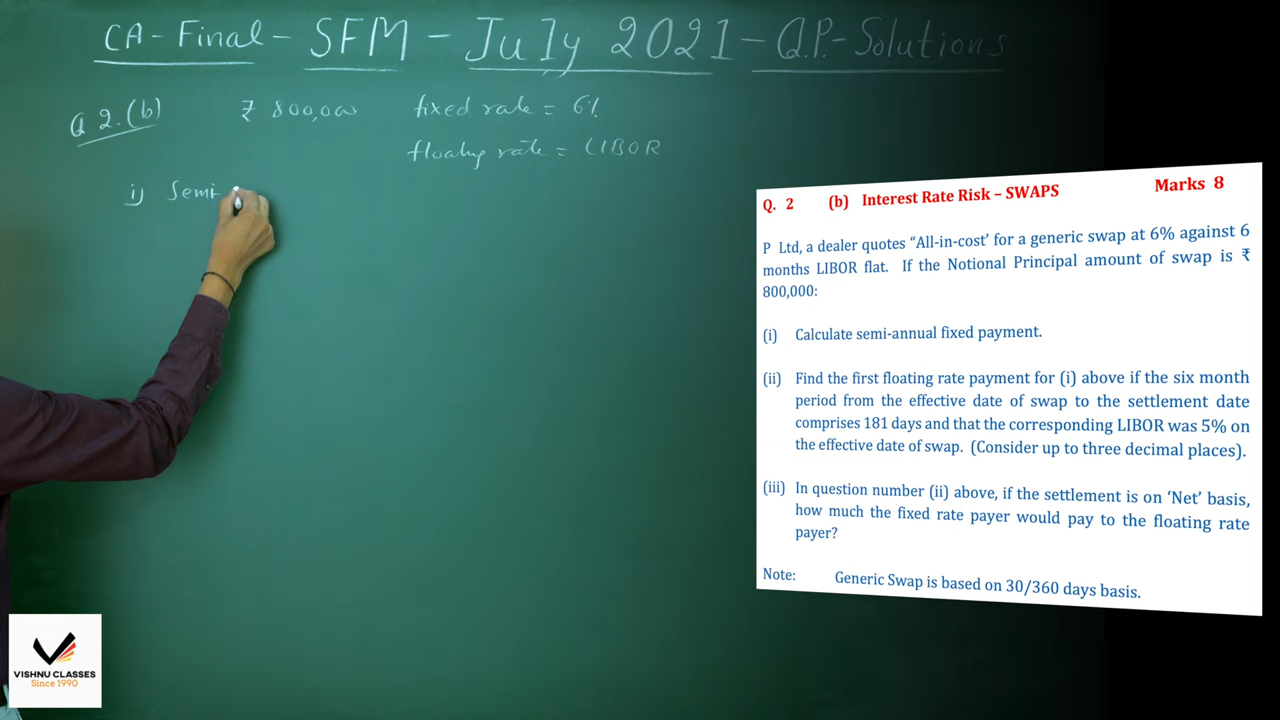 CA-Final-SFM-July 2021-Q.P.-Solutions
Q 2.(b) ₹ 800,000 fixed rate = 6%
floating rate = LIBOR
i) Semi
Q. 2 (b) Interest Rate Risk – SWAPS Marks 8
P Ltd, a dealer quotes “All-in-cost’ for a generic swap at 6% against 6
months LIBOR flat. If the Notional Principal amount of swap is ₹
800,000:
(i) Calculate semi-annual fixed payment.
(ii) Find the first floating rate payment for (i) above if the six month
period from the effective date of swap to the settlement date
comprises 181 days and that the corresponding LIBOR was 5% on
the effective date of swap. (Consider up to three decimal places).
(iii) In question number (ii) above, if the settlement is on ‘Net’ basis,
how much the fixed rate payer would pay to the floating rate
payer?
Note: Generic Swap is based on 30/360 days basis.
VISHNU CLASSES
Since 1990